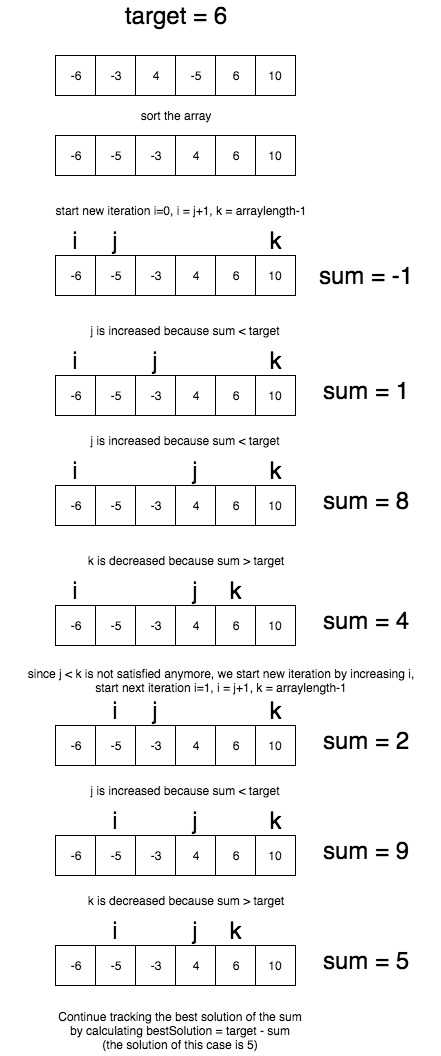 target = 6
-6 -3 4 -5 6 10
sort the array
-6 -5 -3 4 6 10
start new iteration i=0, i = j+1, k = arraylength-1
i j k
-6 -5 -3 4 6 10 sum = -1
j is increased because sum < target
i j k
-6 -5 -3 4 6 10 sum = 1
j is increased because sum < target
i j k
-6 -5 -3 4 6 10 sum = 8
k is decreased because sum > target
i j k
-6 -5 -3 4 6 10 sum = 4
since j < k is not satisfied anymore, we start new iteration by increasing i,
start next iteration i=1, i = j+1, k = arraylength-1
i j k
-6 -5 -3 4 6 10 sum = 2
j is increased because sum < target
i j k
-6 -5 -3 4 6 10 sum = 9
k is decreased because sum > target
i j k
-6 -5 -3 4 6 10 sum = 5
Continue tracking the best solution of the sum
by calculating bestSolution = target - sum
(the solution of this case is 5)